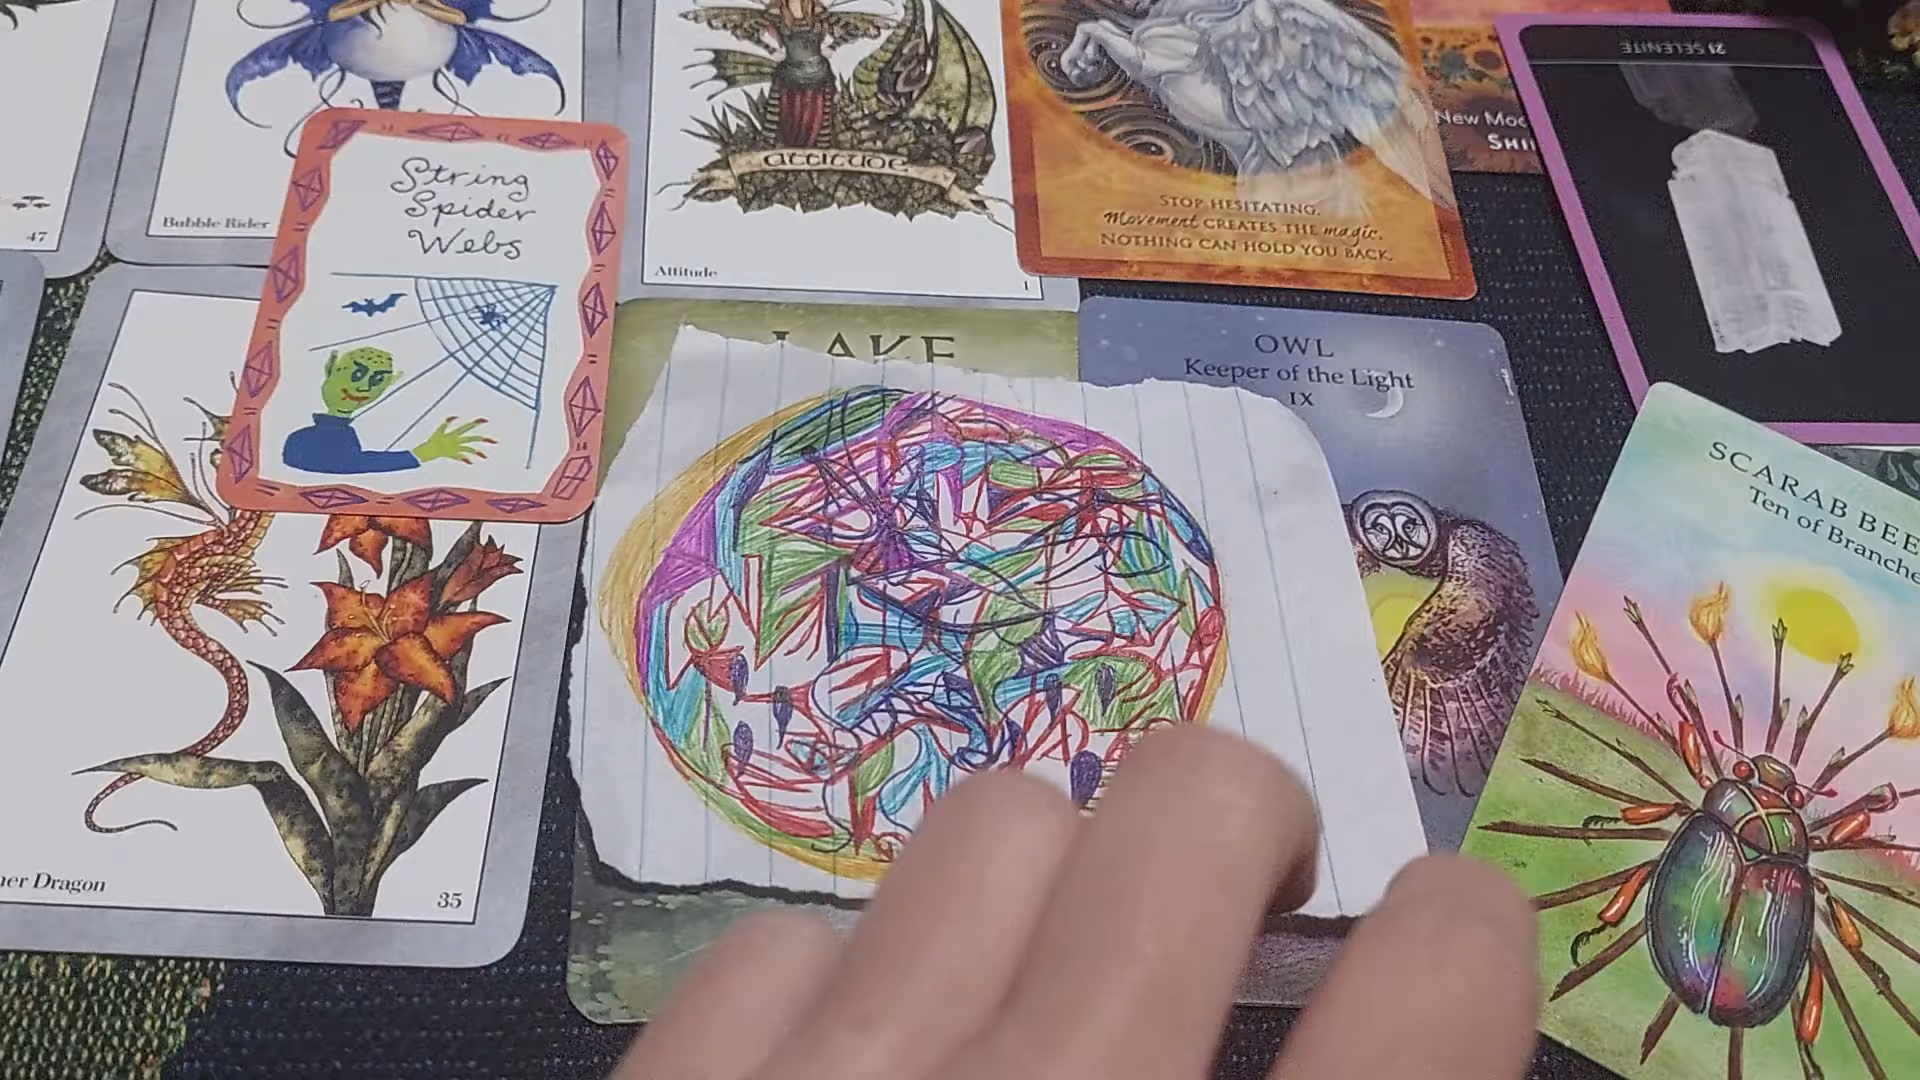 47
Bubble Rider
String
Spider
Webs
attitude
Attitude
1
STOP HESITATING.
Movement CREATES THE magic.
NOTHING CAN HOLD YOU BACK.
New Moo
SHI
21 SELENITE
LAKE
OWL
Keeper of the Light
IX
SCARAB BEE
Ten of Branche
her Dragon
35